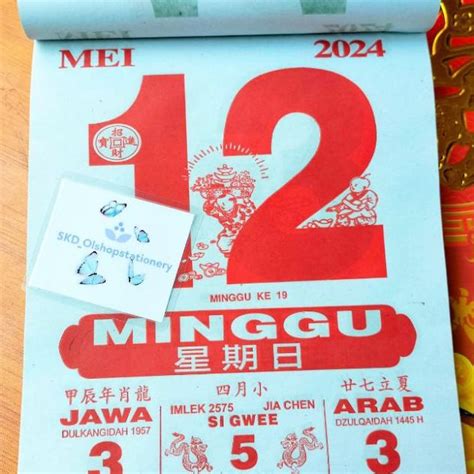 MEI 2024
12
招
寶 進
財
SKD_Olshopstationery
MINGGU KE 19
MINGGU
星期日
甲辰年肖龍 四月小 廿七立夏
JAWA IMLEK 2575 JIA CHEN ARAB
DULKANGIDAH 1957 SI GWEE DZULQAIDAH 1445 H
3 5 3